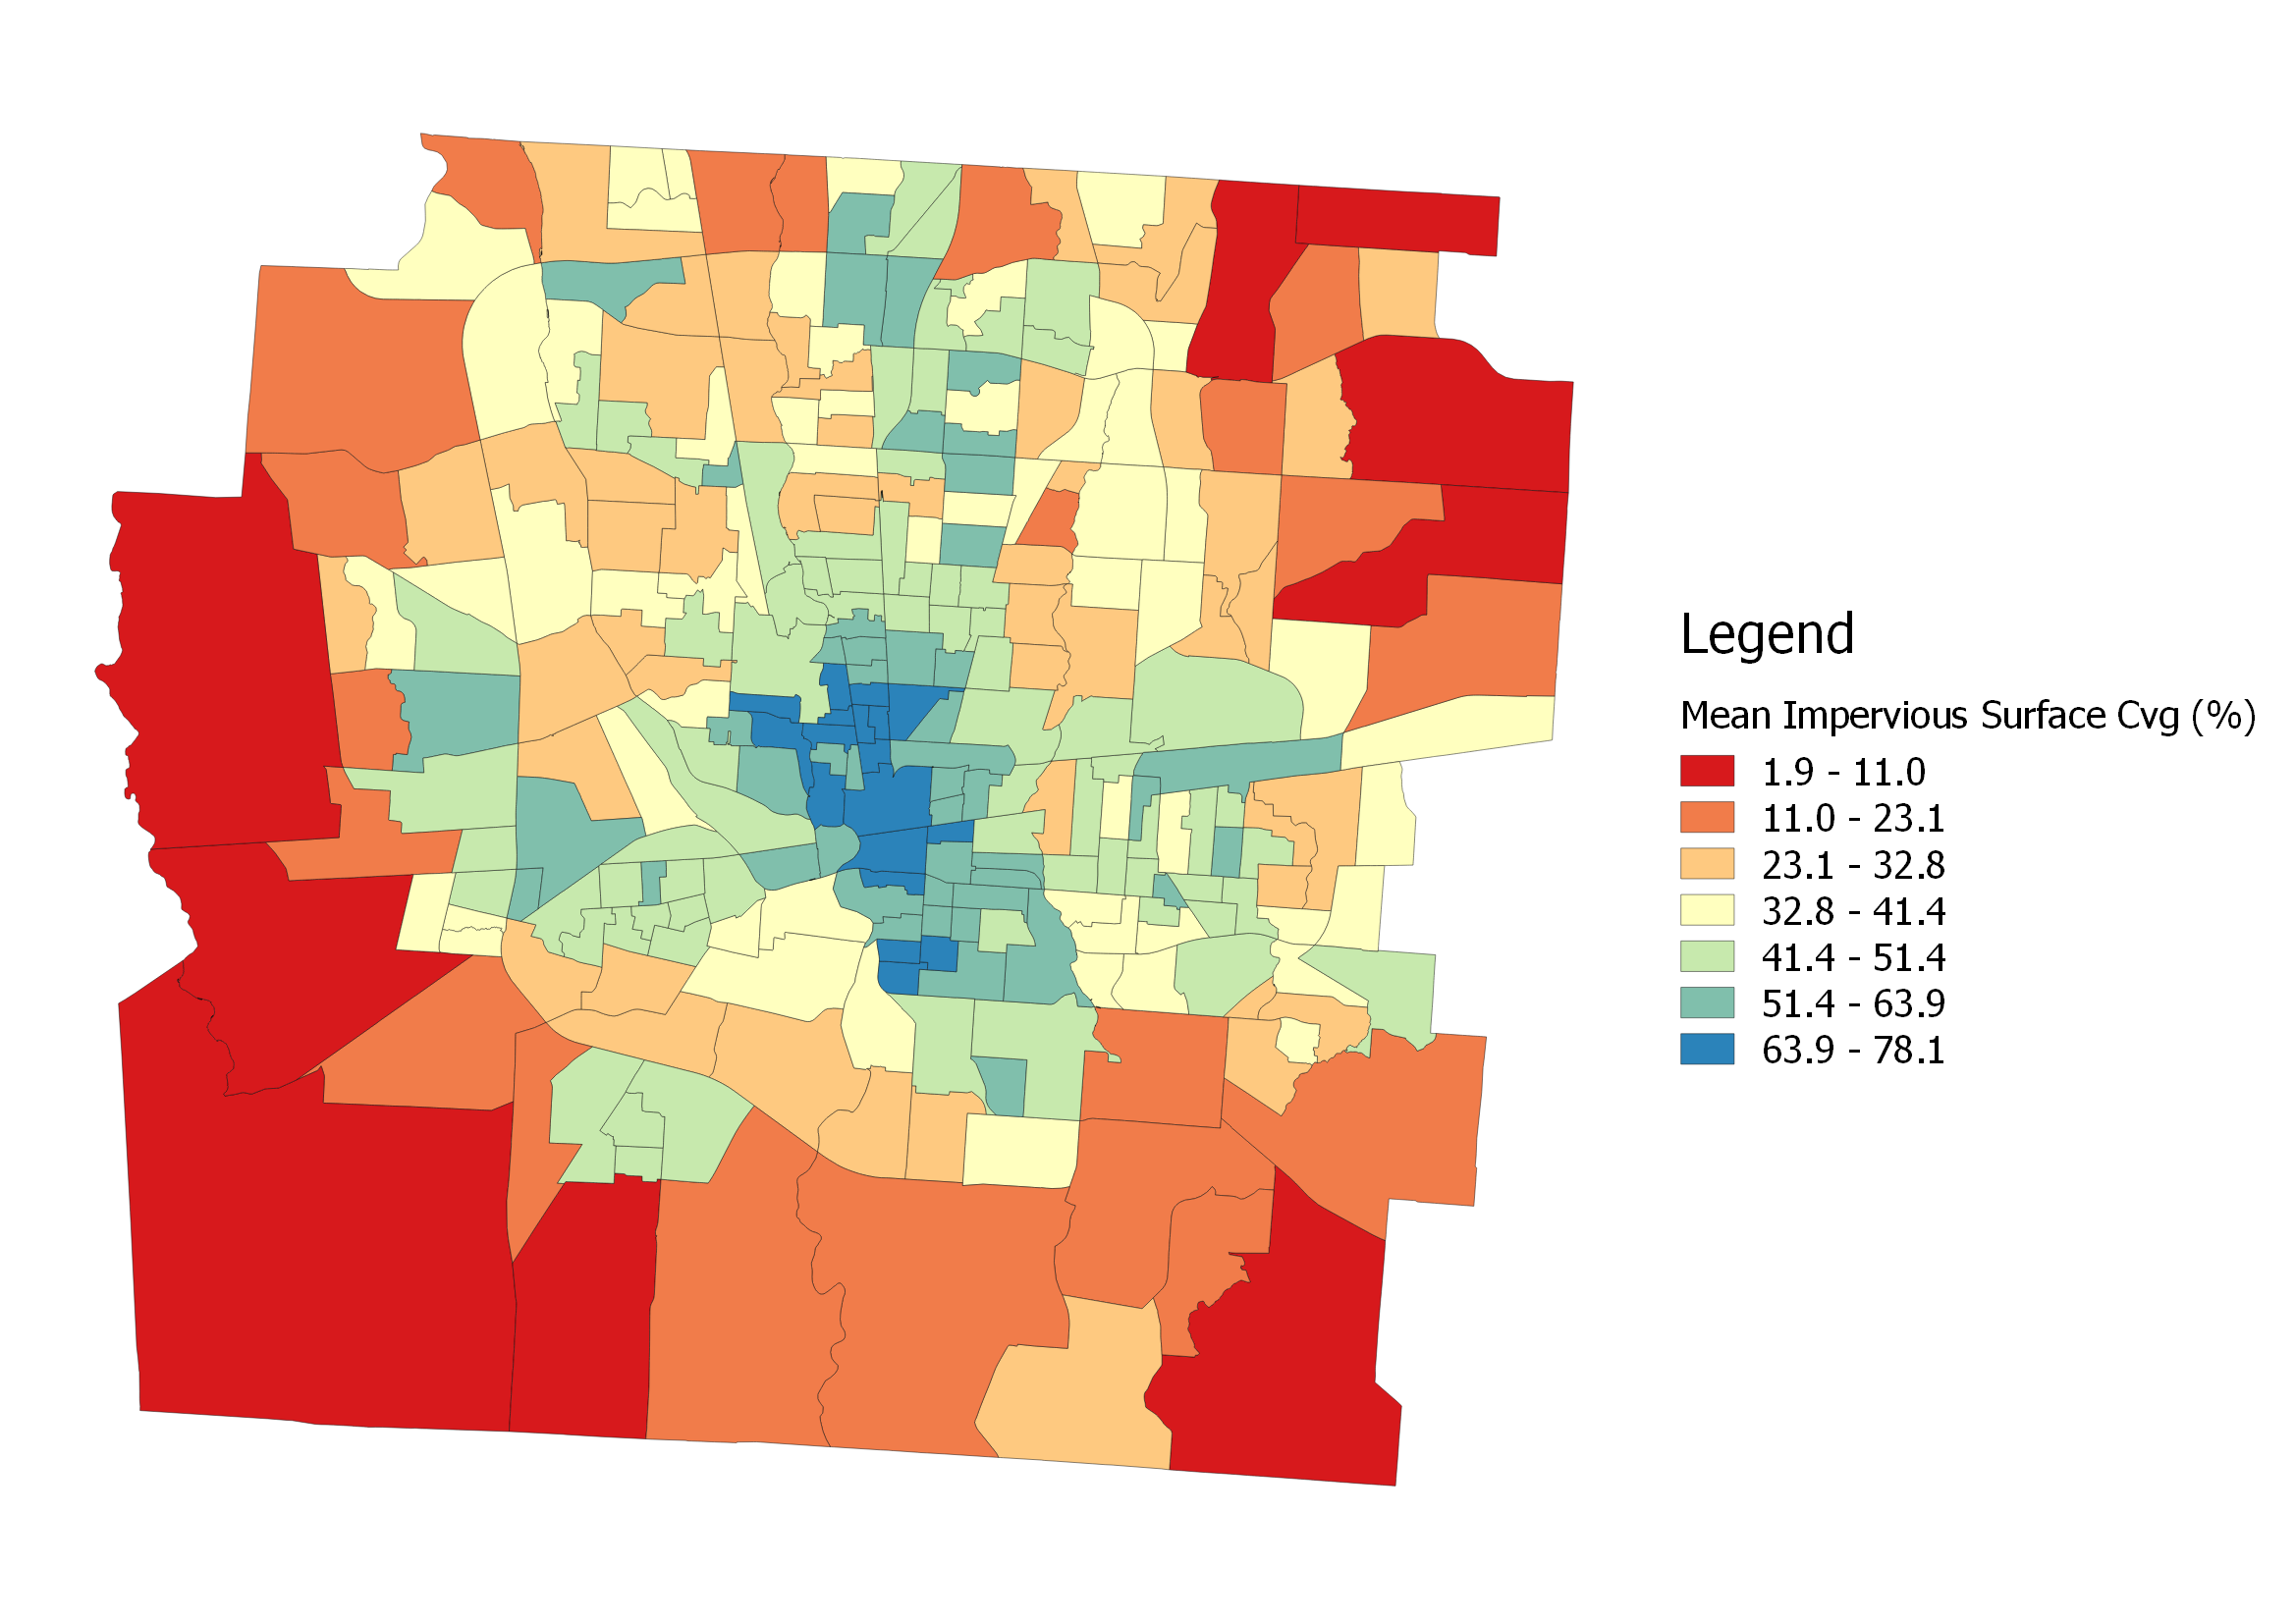 Legend
Mean Impervious Surface Cvg (%)
1.9 - 11.0
11.0 - 23.1
23.1 - 32.8
32.8 - 41.4
41.4 - 51.4
51.4 - 63.9
63.9 - 78.1